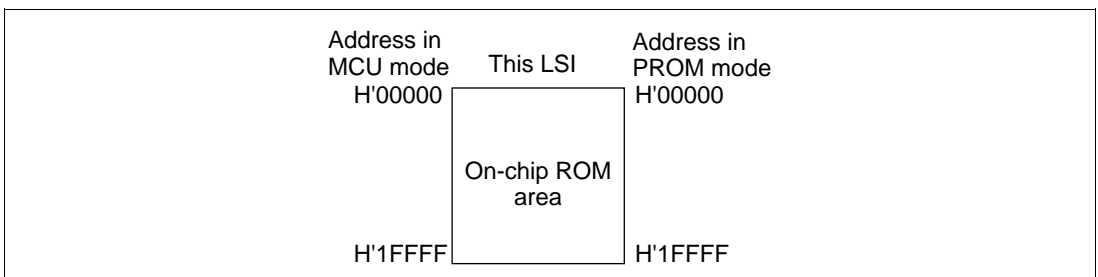 Address in
MCU mode
This LSI
Address in
PROM mode
H'00000
H'00000
On-chip ROM
area
H'1FFFF
H'1FFFF